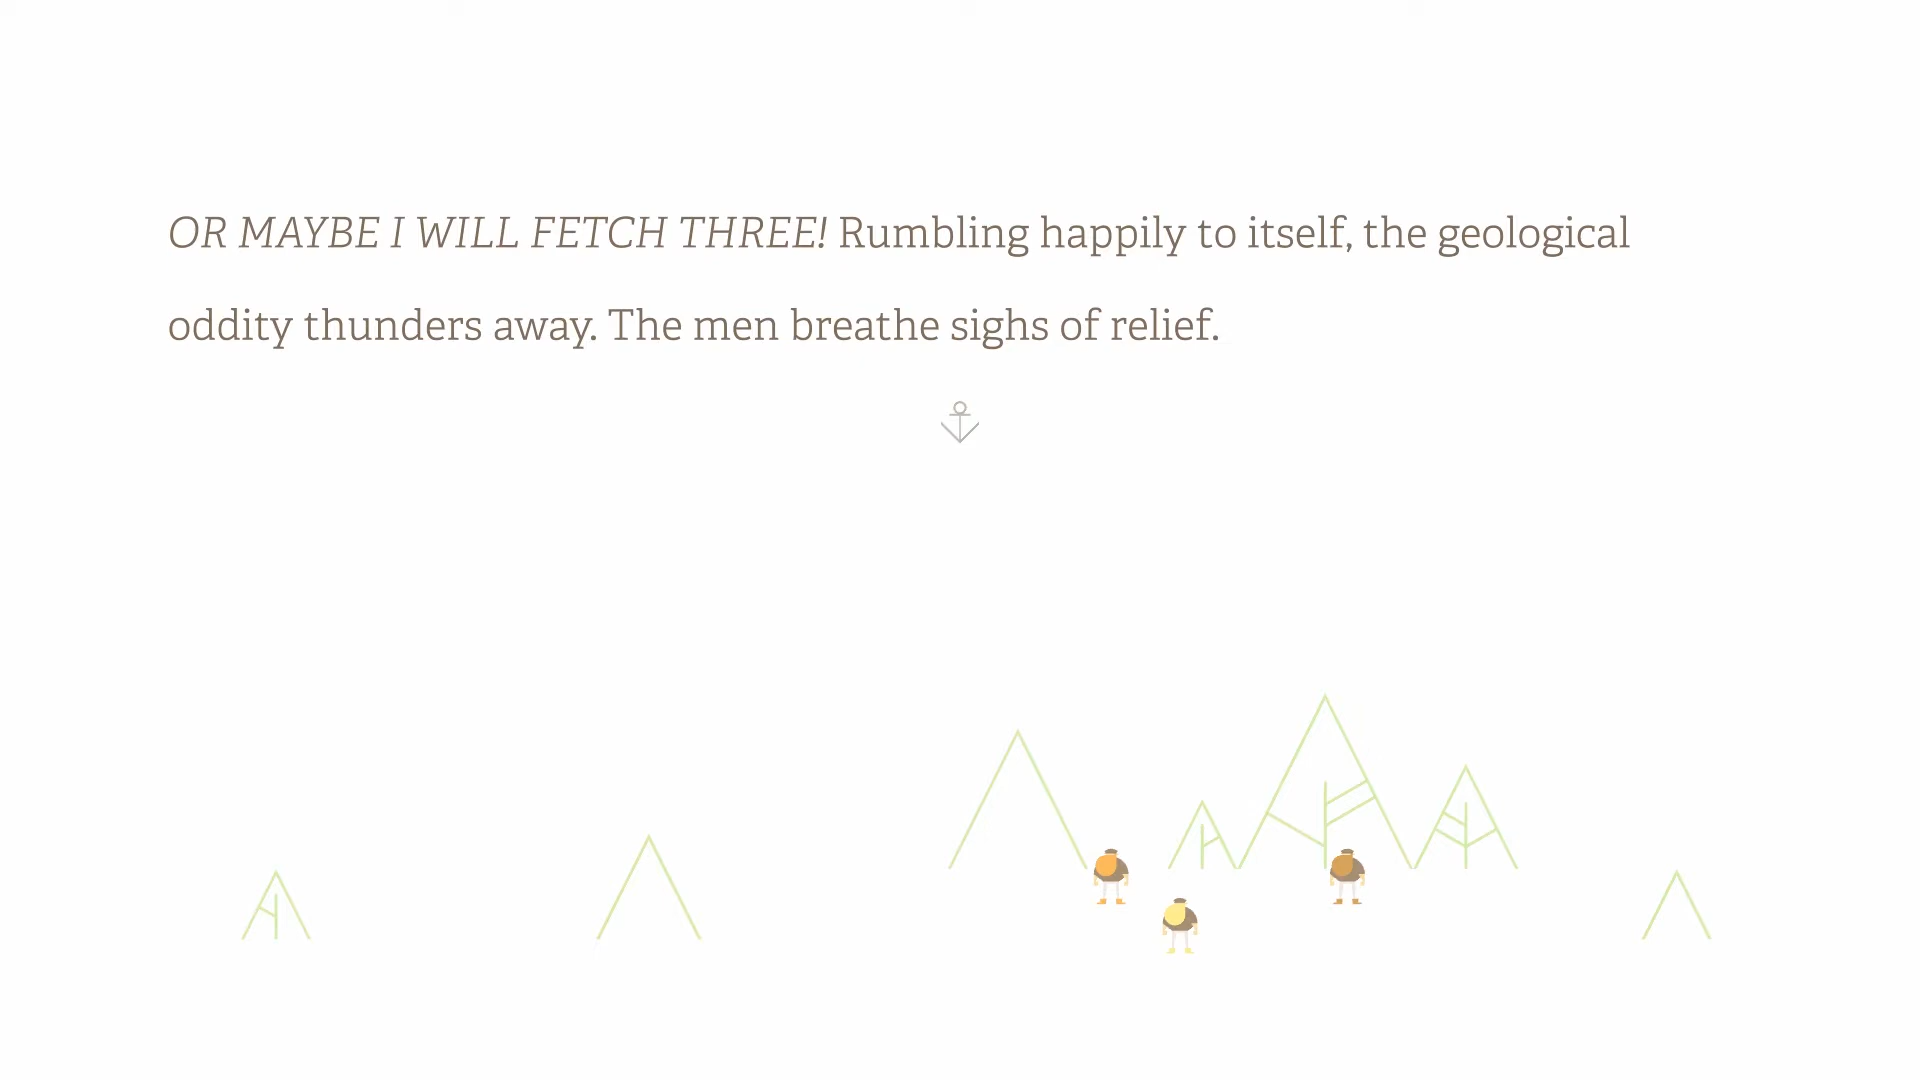 OR MAYBE I WILL FETCH THREE! Rumbling happily to itself, the geological
oddity thunders away. The men breathe sighs of relief.